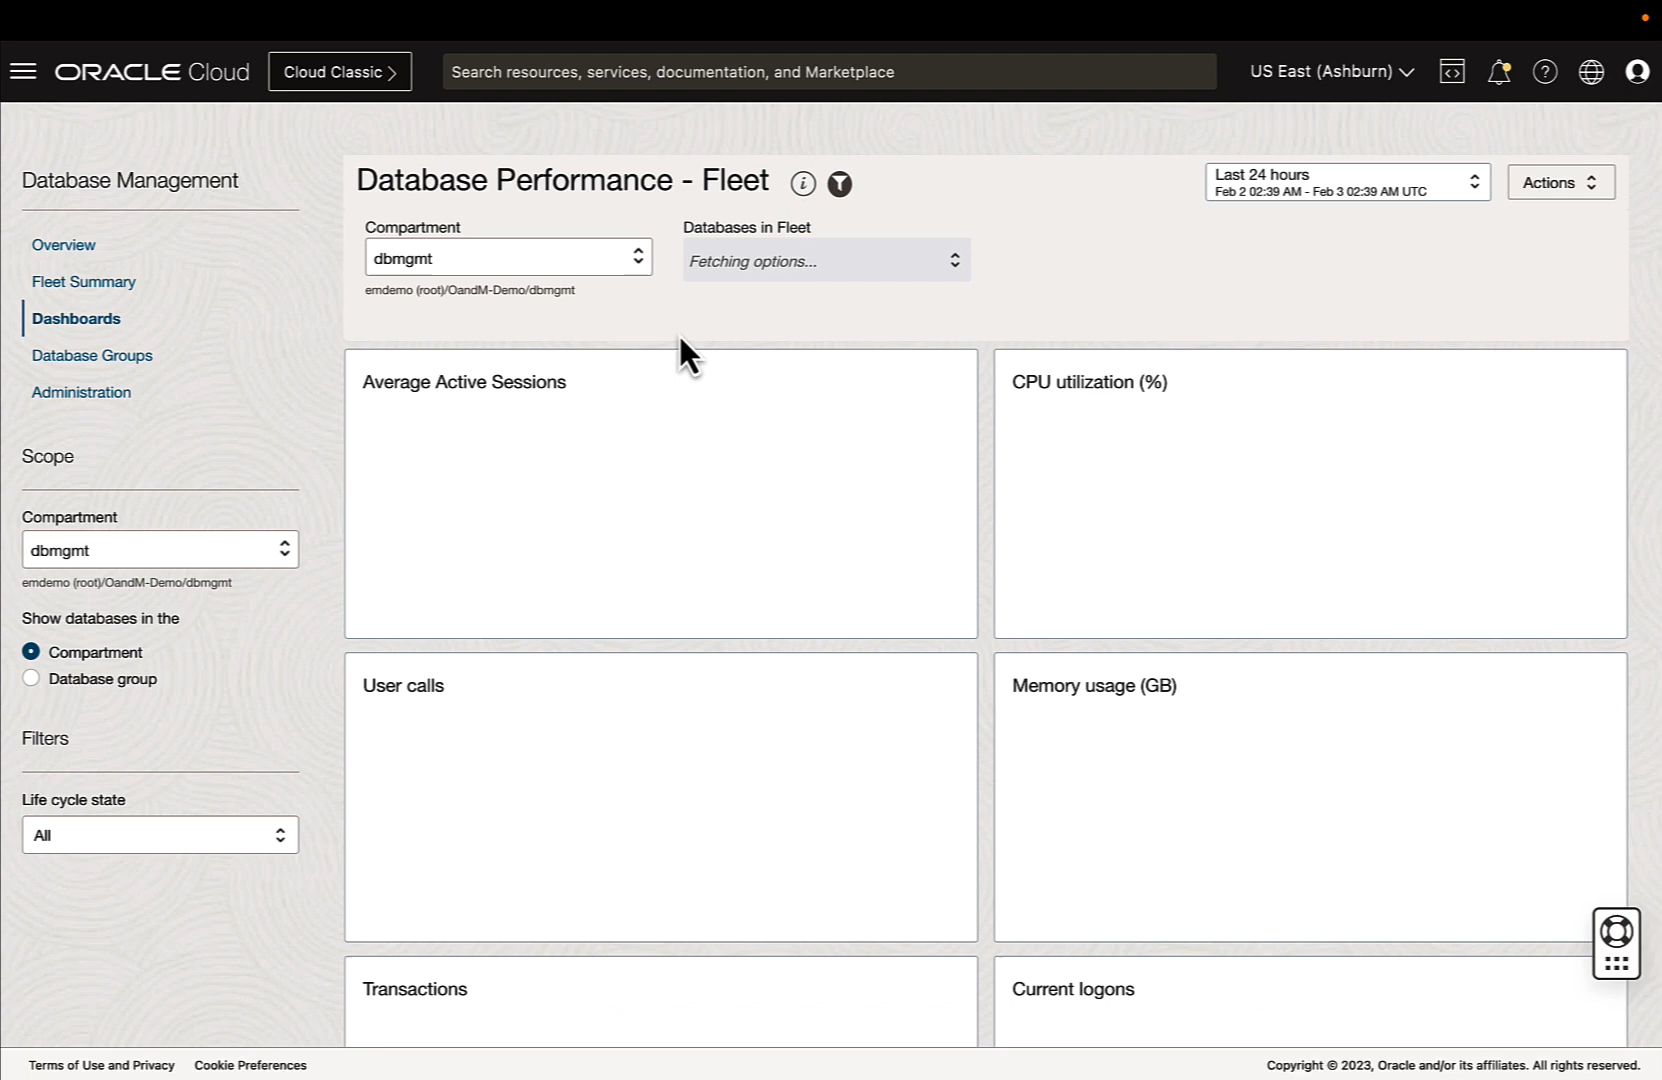 ORACLE Cloud
Cloud Classic
Search resources, services, documentation, and Marketplace
US East (Ashburn)
Database Management
Overview
Fleet Summary
Dashboards
Database Groups
Administration
Scope
Compartment
dbmgmt
emdemo (root)/OandM-Demo/dbmgmt
Show databases in the
Compartment
Database group
Filters
Life cycle state
All
Database Performance - Fleet
Last 24 hours
Feb 2 02:39 AM - Feb 3 02:39 AM UTC
Actions
Compartment
dbmgmt
emdemo (root)/OandM-Demo/dbmgmt
Databases in Fleet
Fetching options...
Average Active Sessions
CPU utilization (%)
User calls
Memory usage (GB)
Transactions
Current logons
Terms of Use and Privacy
Cookie Preferences
Copyright © 2023, Oracle and/or its affiliates. All rights reserved.